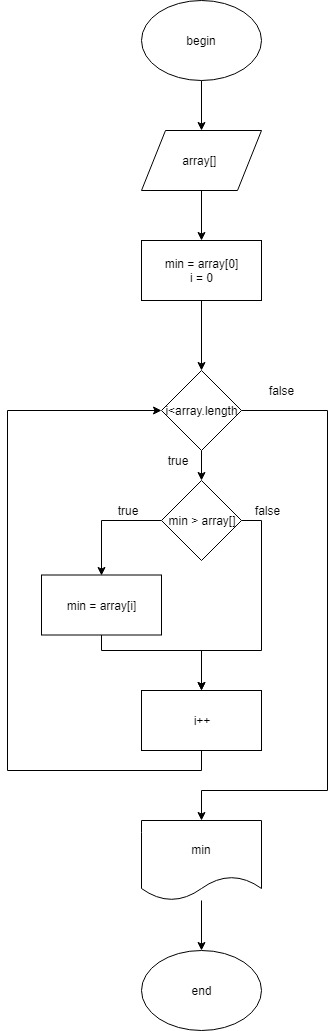 begin
array[]
min = array[0]
i = 0
false
i<array.length
true
true
false
min > array[]
min = array[i]
i++
min
end